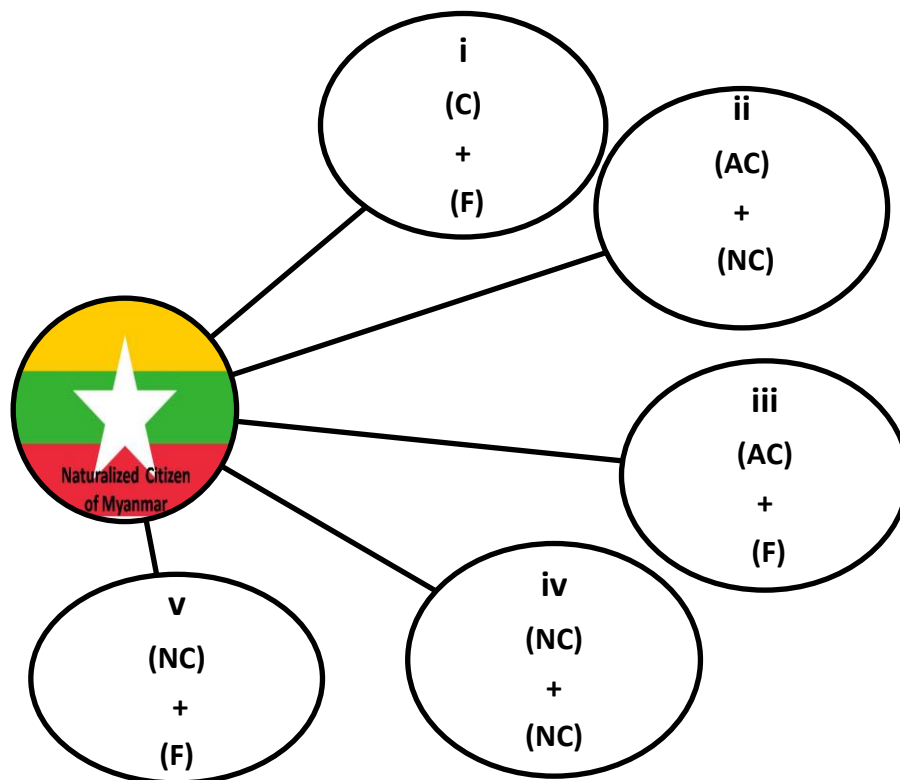 i
(C)
+
(F)
ii
(AC)
+
(NC)
iii
(AC)
+
(F)
iv
(NC)
+
(NC)
v
(NC)
+
(F)
Naturalized Citizen
of Myanmar